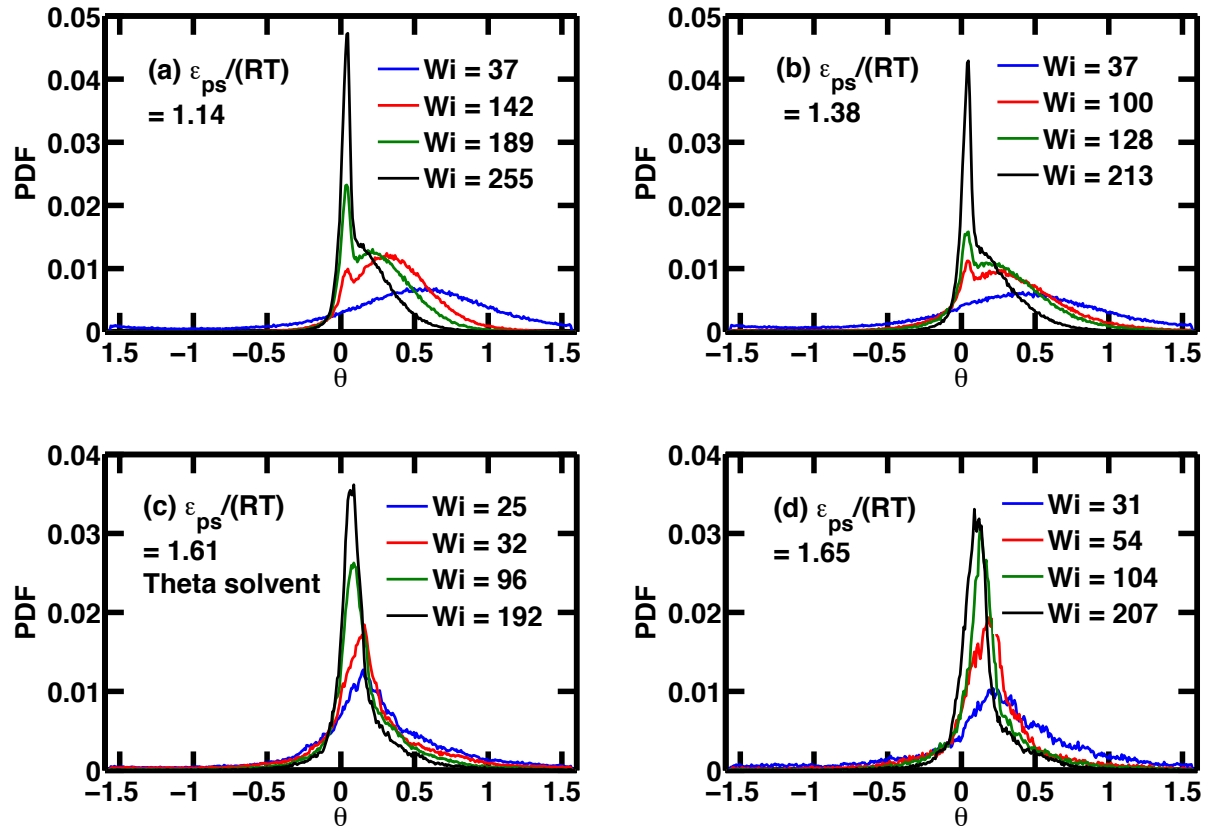 0.05
0.04
0.03
0.02
0.01
0
PDF
(a) εps/(RT)
= 1.14
Wi = 37
Wi = 142
Wi = 189
Wi = 255
−1.5 −1 −0.5 0 0.5 1 1.5
θ
0.05
0.04
0.03
0.02
0.01
0
PDF
(b) εps/(RT)
= 1.38
Wi = 37
Wi = 100
Wi = 128
Wi = 213
−1.5 −1 −0.5 0 0.5 1 1.5
θ
0.04
0.03
0.02
0.01
0
PDF
(c) εps/(RT)
= 1.61
Theta solvent
Wi = 25
Wi = 32
Wi = 96
Wi = 192
−1.5 −1 −0.5 0 0.5 1 1.5
θ
0.04
0.03
0.02
0.01
0
PDF
(d) εps/(RT)
= 1.65
Wi = 31
Wi = 54
Wi = 104
Wi = 207
−1.5 −1 −0.5 0 0.5 1 1.5
θ